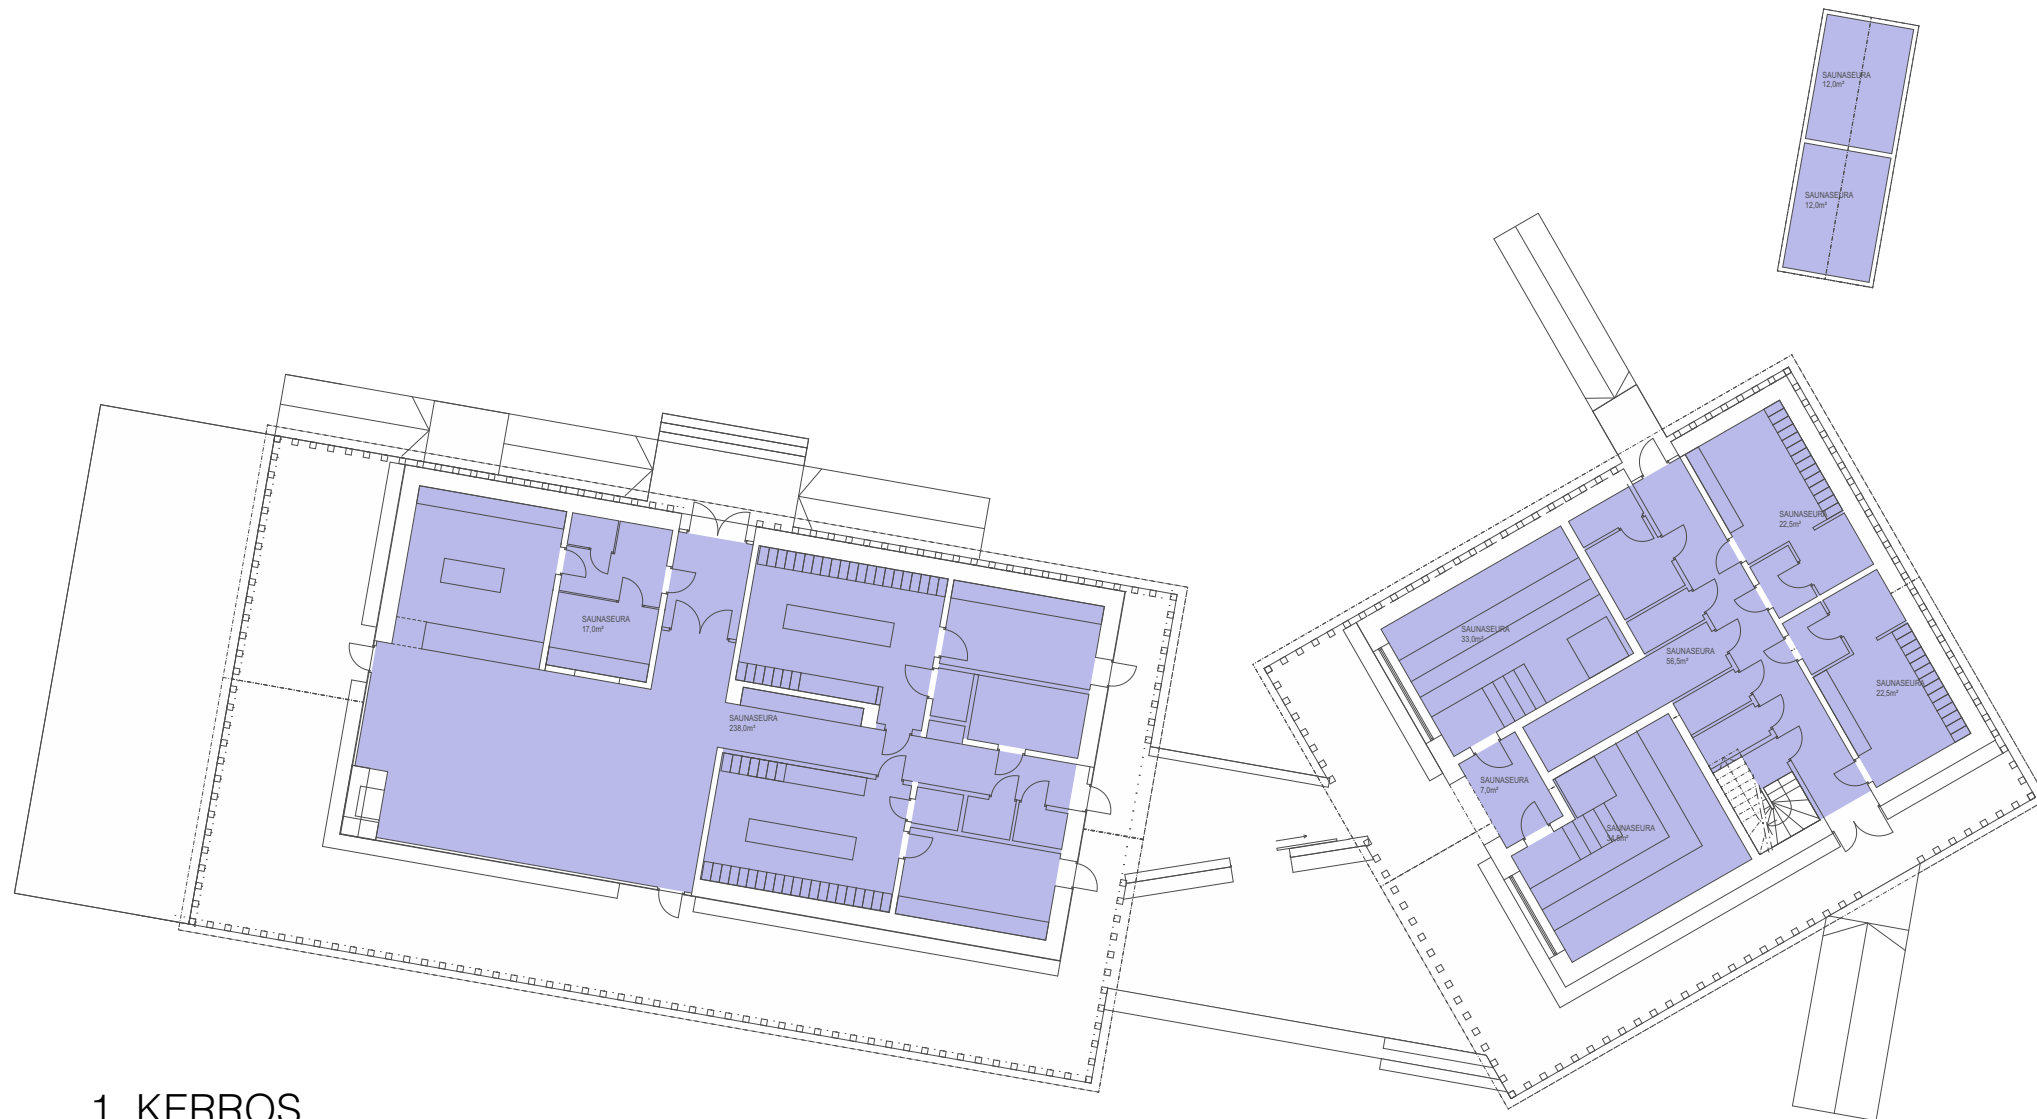 SAUNASEURA
12,0m²
SAUNASEURA
12,0m²
SAUNASEURA
17,0m²
SAUNASEURA
238,0m²
SAUNASEURA
22,5m²
SAUNASEURA
33,0m²
SAUNASEURA
56,5m²
SAUNASEURA
22,5m²
SAUNASEURA
7,0m²
SAUNASEURA
1. KERROS